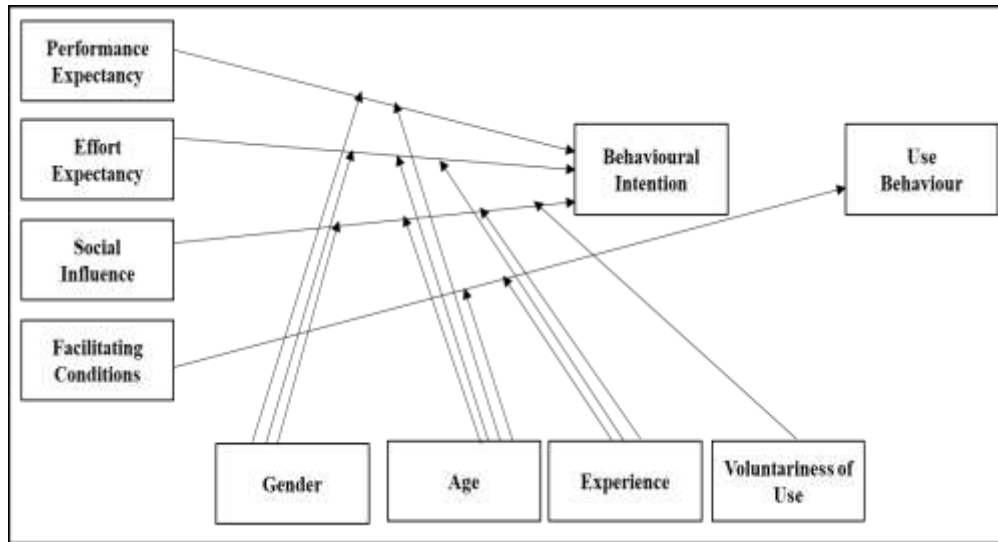 Performance
Expectancy
Effort
Expectancy
Behavioural
Intention
Use
Behaviour
Social
Influence
Facilitating
Conditions
Gender
Age
Experience
Voluntariness of
Use